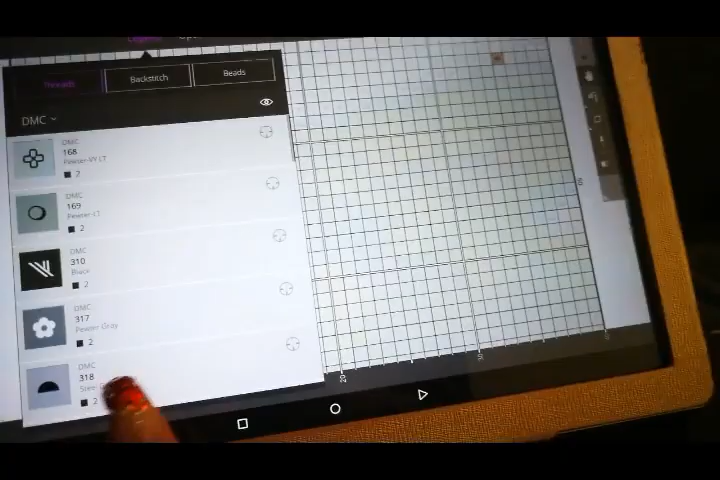 Threads
Backstitch
Beads
DMC
DMC
168
Pewter-VY LT
2
DMC
169
Pewter-LT
2
DMC
310
Black
2
DMC
317
Pewter Gray
2
DMC
318
2
20
30